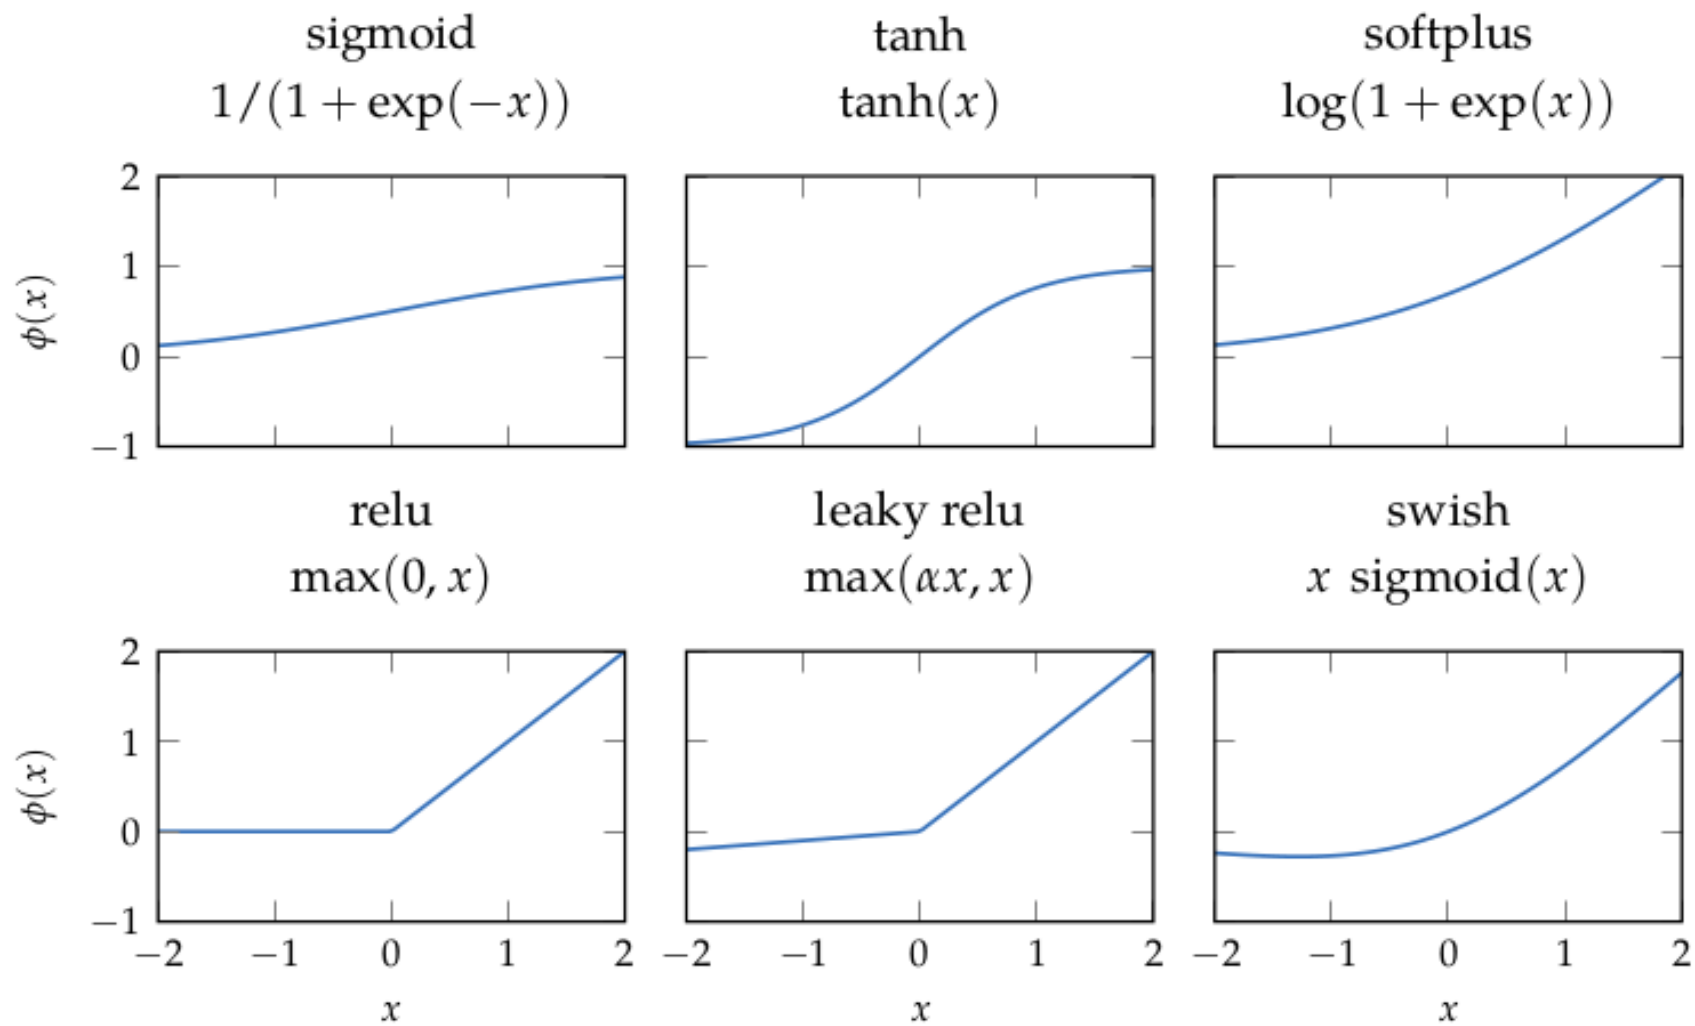 sigmoid
1/(1 + exp(−x))
tanh
tanh(x)
softplus
log(1 + exp(x))
2
1
0
−1
ϕ(x)
relu
max(0, x)
leaky relu
max(αx, x)
swish
x sigmoid(x)
2
1
0
−1
ϕ(x)
−2 −1 0 1 2
−2 −1 0 1 2
−2 −1 0 1 2
x
x
x